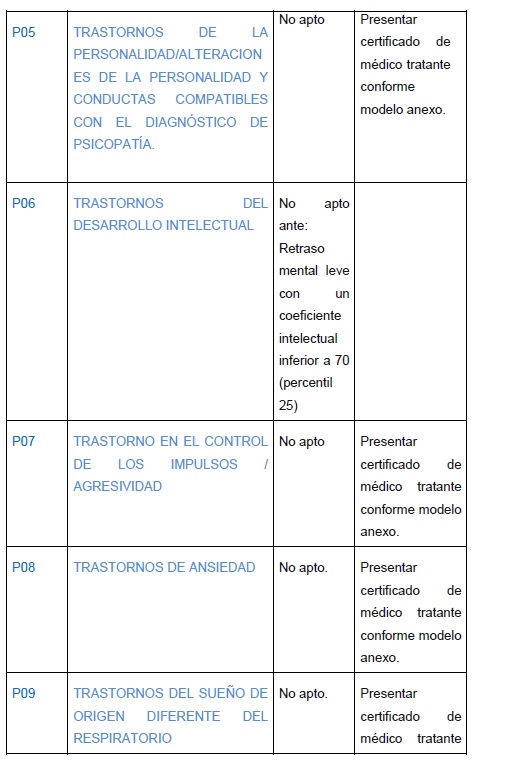 P05
TRASTORNOS DE LA
PERSONALIDAD/ALTERACION
ES DE LA PERSONALIDAD Y
CONDUCTAS COMPATIBLES
CON EL DIAGNÓSTICO DE
PSICOPATÍA.
No apto
Presentar
certificado de
médico tratante
conforme
modelo anexo.
P06
TRASTORNOS DEL
DESARROLLO INTELECTUAL
No apto
ante:
Retraso
mental leve
con un
coeficiente
intelectual
inferior a 70
(percentil
25)
P07
TRASTORNO EN EL CONTROL
DE LOS IMPULSOS /
AGRESIVIDAD
No apto
Presentar
certificado de
médico tratante
conforme modelo
anexo.
P08
TRASTORNOS DE ANSIEDAD
No apto.
Presentar
certificado de
médico tratante
conforme modelo
anexo.
P09
TRASTORNOS DEL SUEÑO DE
ORIGEN DIFERENTE DEL
RESPIRATORIO
No apto.
Presentar
certificado de
médico tratante